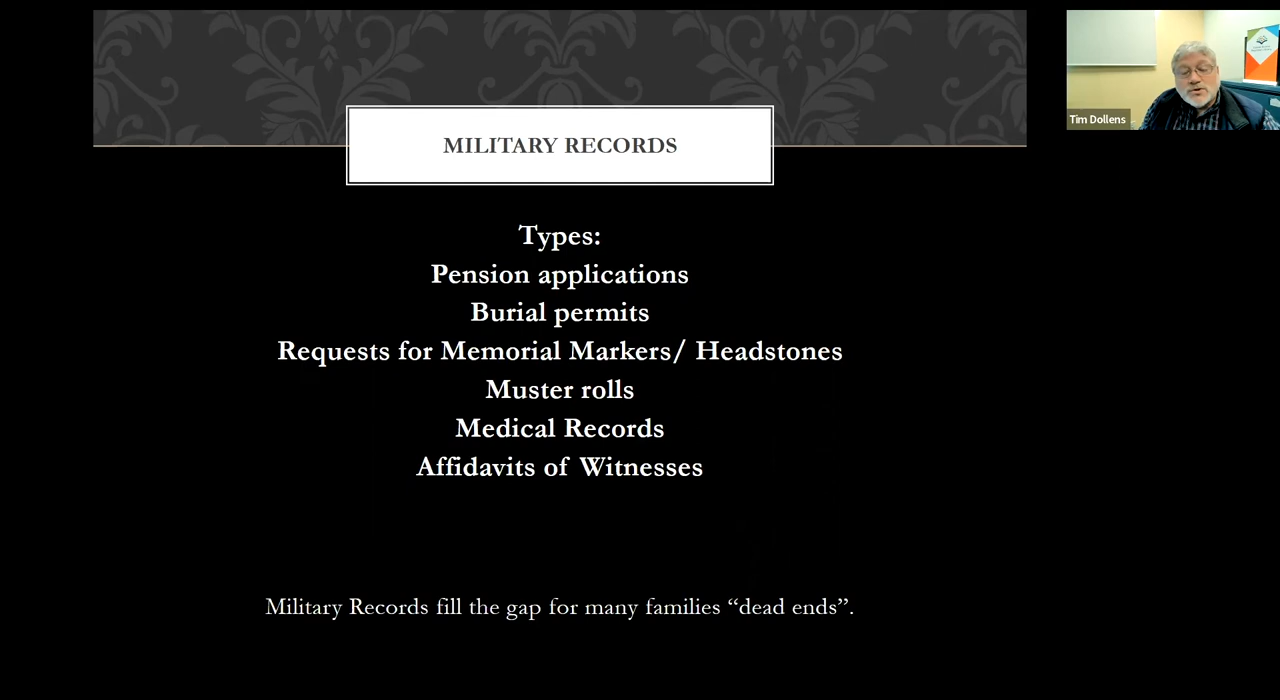 MILITARY RECORDS
Tim Dollens
Types:
Pension applications
Burial permits
Requests for Memorial Markers/ Headstones
Muster rolls
Medical Records
Affidavits of Witnesses
Military Records fill the gap for many families “dead ends”.